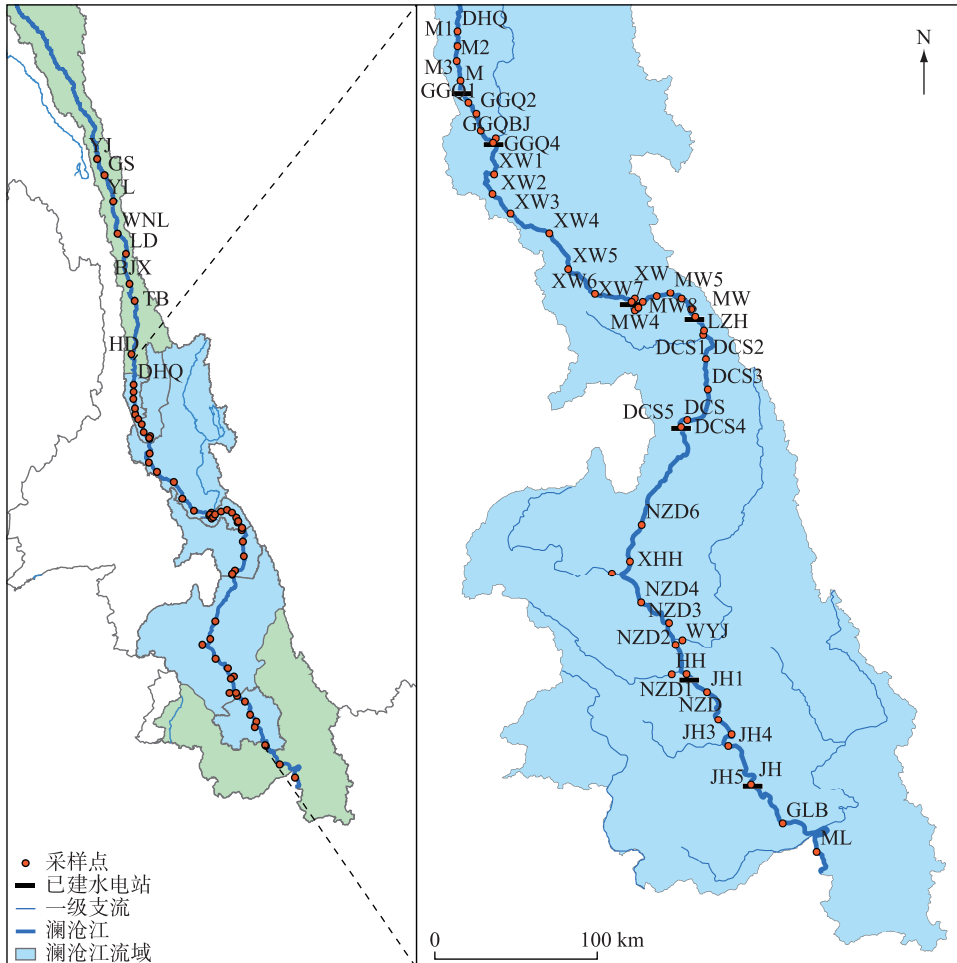 YJ
GS
YL
WNL
LD
BJX
TB
HD
DHQ
采样点
已建水电站
一级支流
澜沧江
澜沧江流域
N
DHQ
M1
M2
M3
M
GGQ1
GGQ2
GGQBJ
GGQ4
XW1
XW2
XW3
XW4
XW5
XW6
XW7
XW
MW5
MW8
MW
MW4
LZH
DCS1
DCS2
DCS3
DCS5
DCS
DCS4
NZD6
XHH
NZD4
NZD3
NZD2
WYJ
HH
NZD1
JH1
NZD
JH3
JH4
JH5
JH
GLB
ML
0
100 km